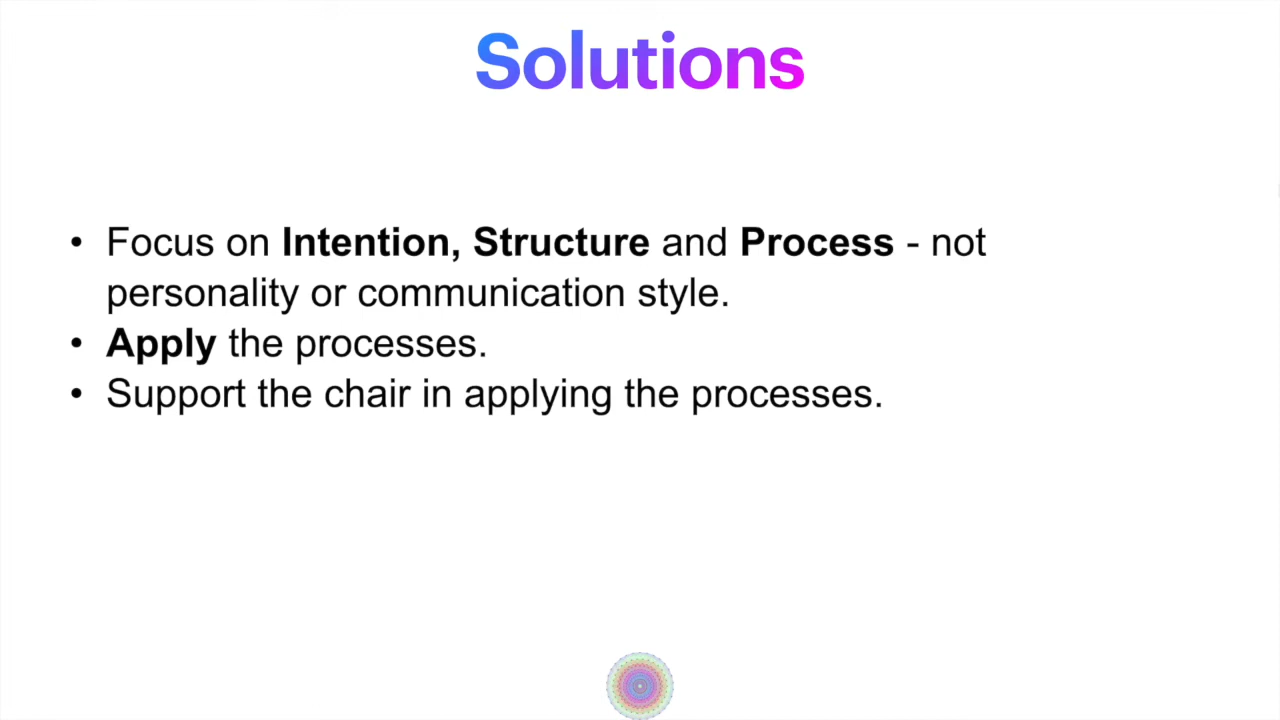 Solutions
• Focus on Intention, Structure and Process - not
personality or communication style.
• Apply the processes.
• Support the chair in applying the processes.